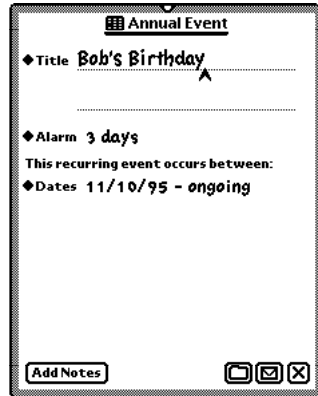 Annual Event
Title Bob's Birthday
Alarm 3 days
This recurring event occurs between:
Dates 11/10/95 - ongoing
Add Notes